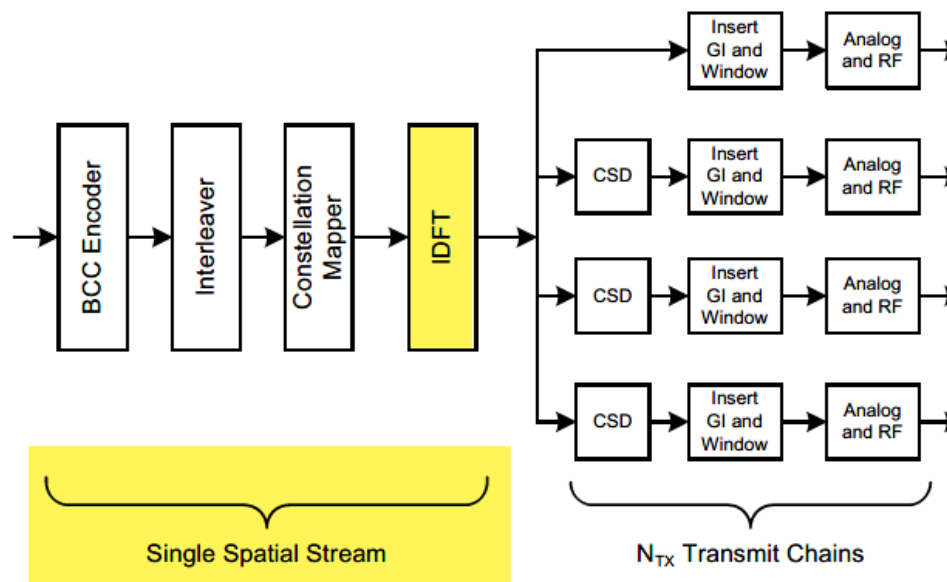 BCC Encoder
Interleaver
Constellation
Mapper
IDFT
Insert
GI and
Window
Analog
and RF
CSD
Insert
GI and
Window
Analog
and RF
CSD
Insert
GI and
Window
Analog
and RF
CSD
Insert
GI and
Window
Analog
and RF
Single Spatial Stream
N_TX Transmit Chains